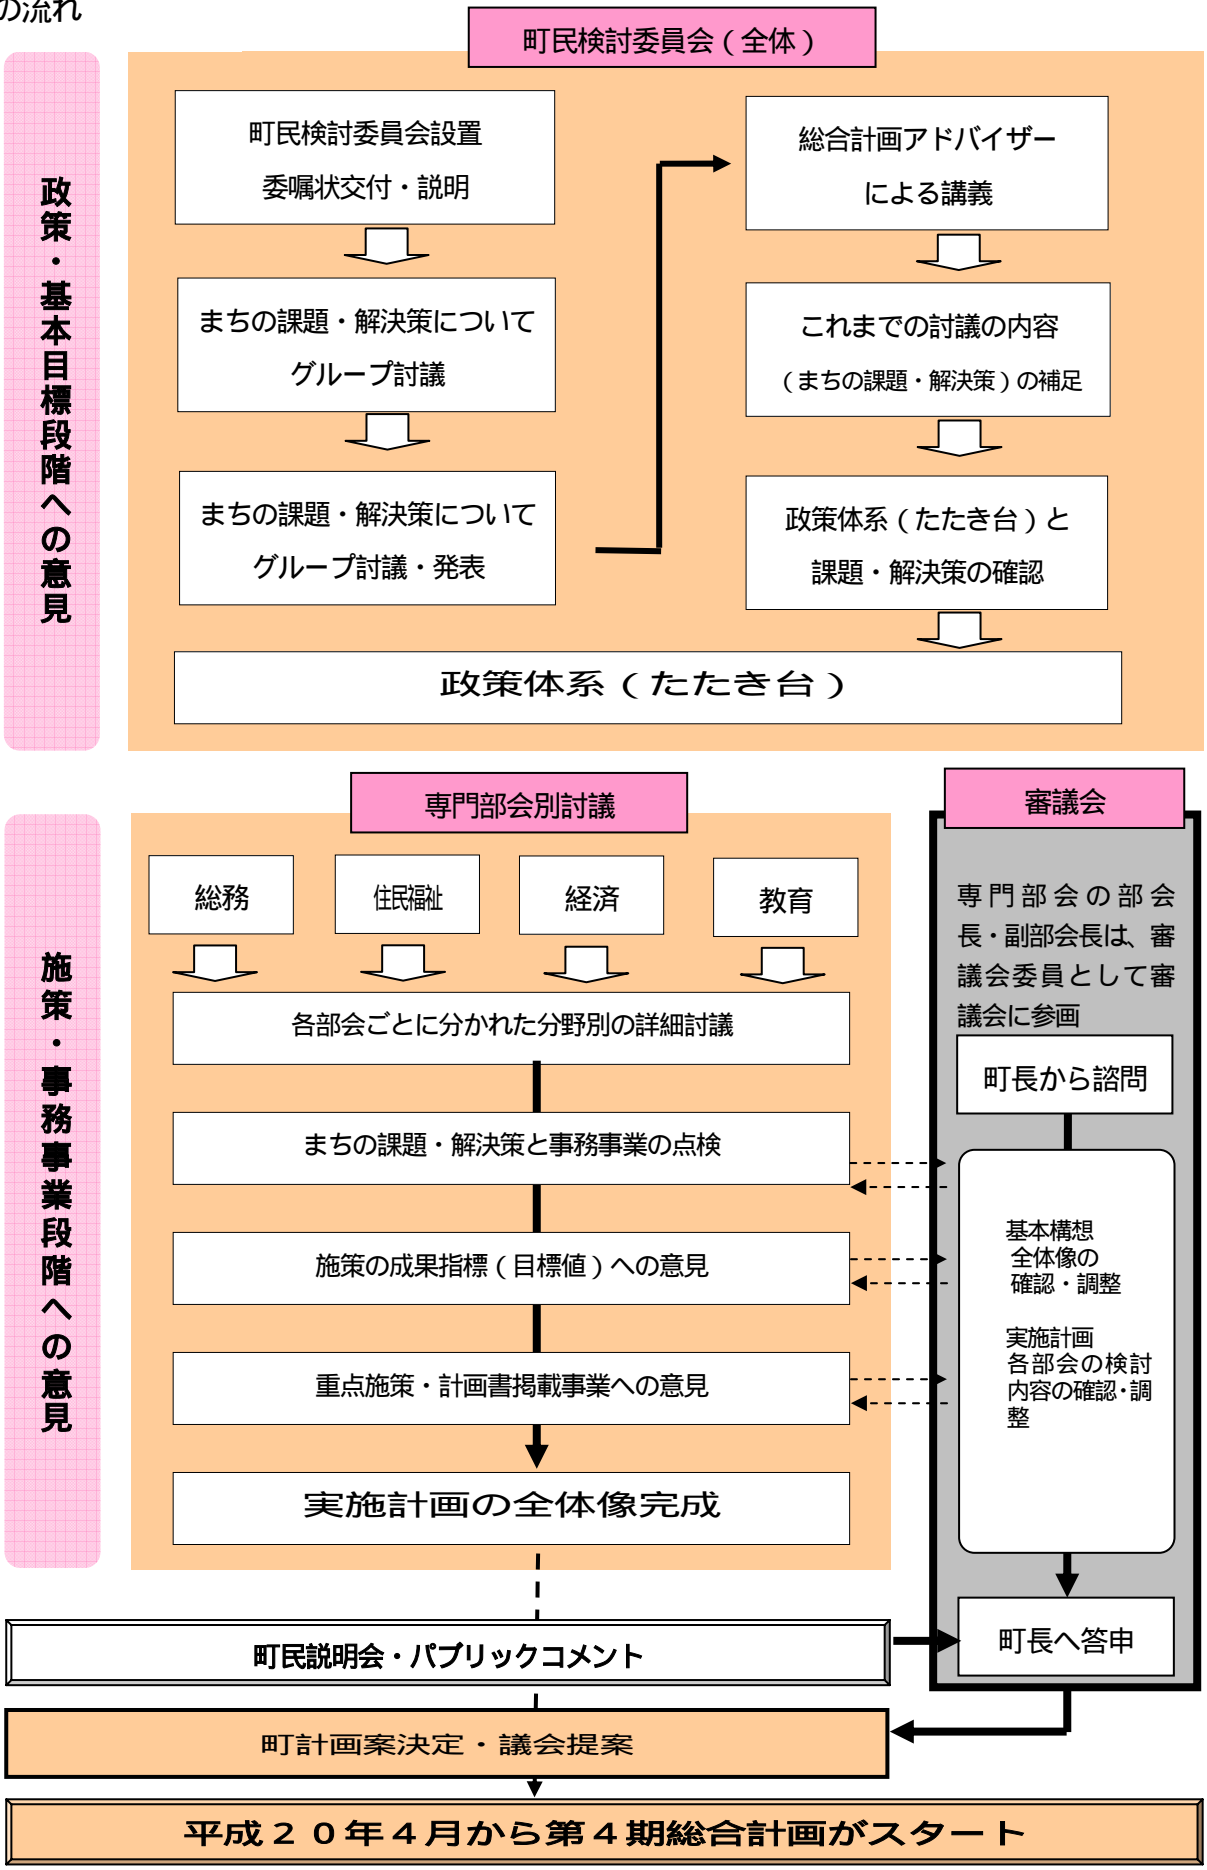 の流れ
町民検討委員会（全体）
政策・基本目標段階への意見
町民検討委員会設置
委嘱状交付・説明
まちの課題・解決策について
グループ討議
まちの課題・解決策について
グループ討議・発表
総合計画アドバイザー
による講義
これまでの討議の内容
（まちの課題・解決策）の補足
政策体系（たたき台）と
課題・解決策の確認
政策体系（たたき台）
施策・事務事業段階への意見
専門部会別討議
総務
住民福祉
経済
教育
各部会ごとに分かれた分野別の詳細討議
まちの課題・解決策と事務事業の点検
施策の成果指標（目標値）への意見
重点施策・計画書掲載事業への意見
実施計画の全体像完成
審議会
専門部会の部会
長・副部会長は、審
議会委員として審
議会に参画
町長から諮問
基本構想
全体像の
確認・調整
実施計画
各部会の検討
内容の確認・調
整
町長へ答申
町民説明会・パブリックコメント
町計画案決定・議会提案
平成２０年４月から第４期総合計画がスタート